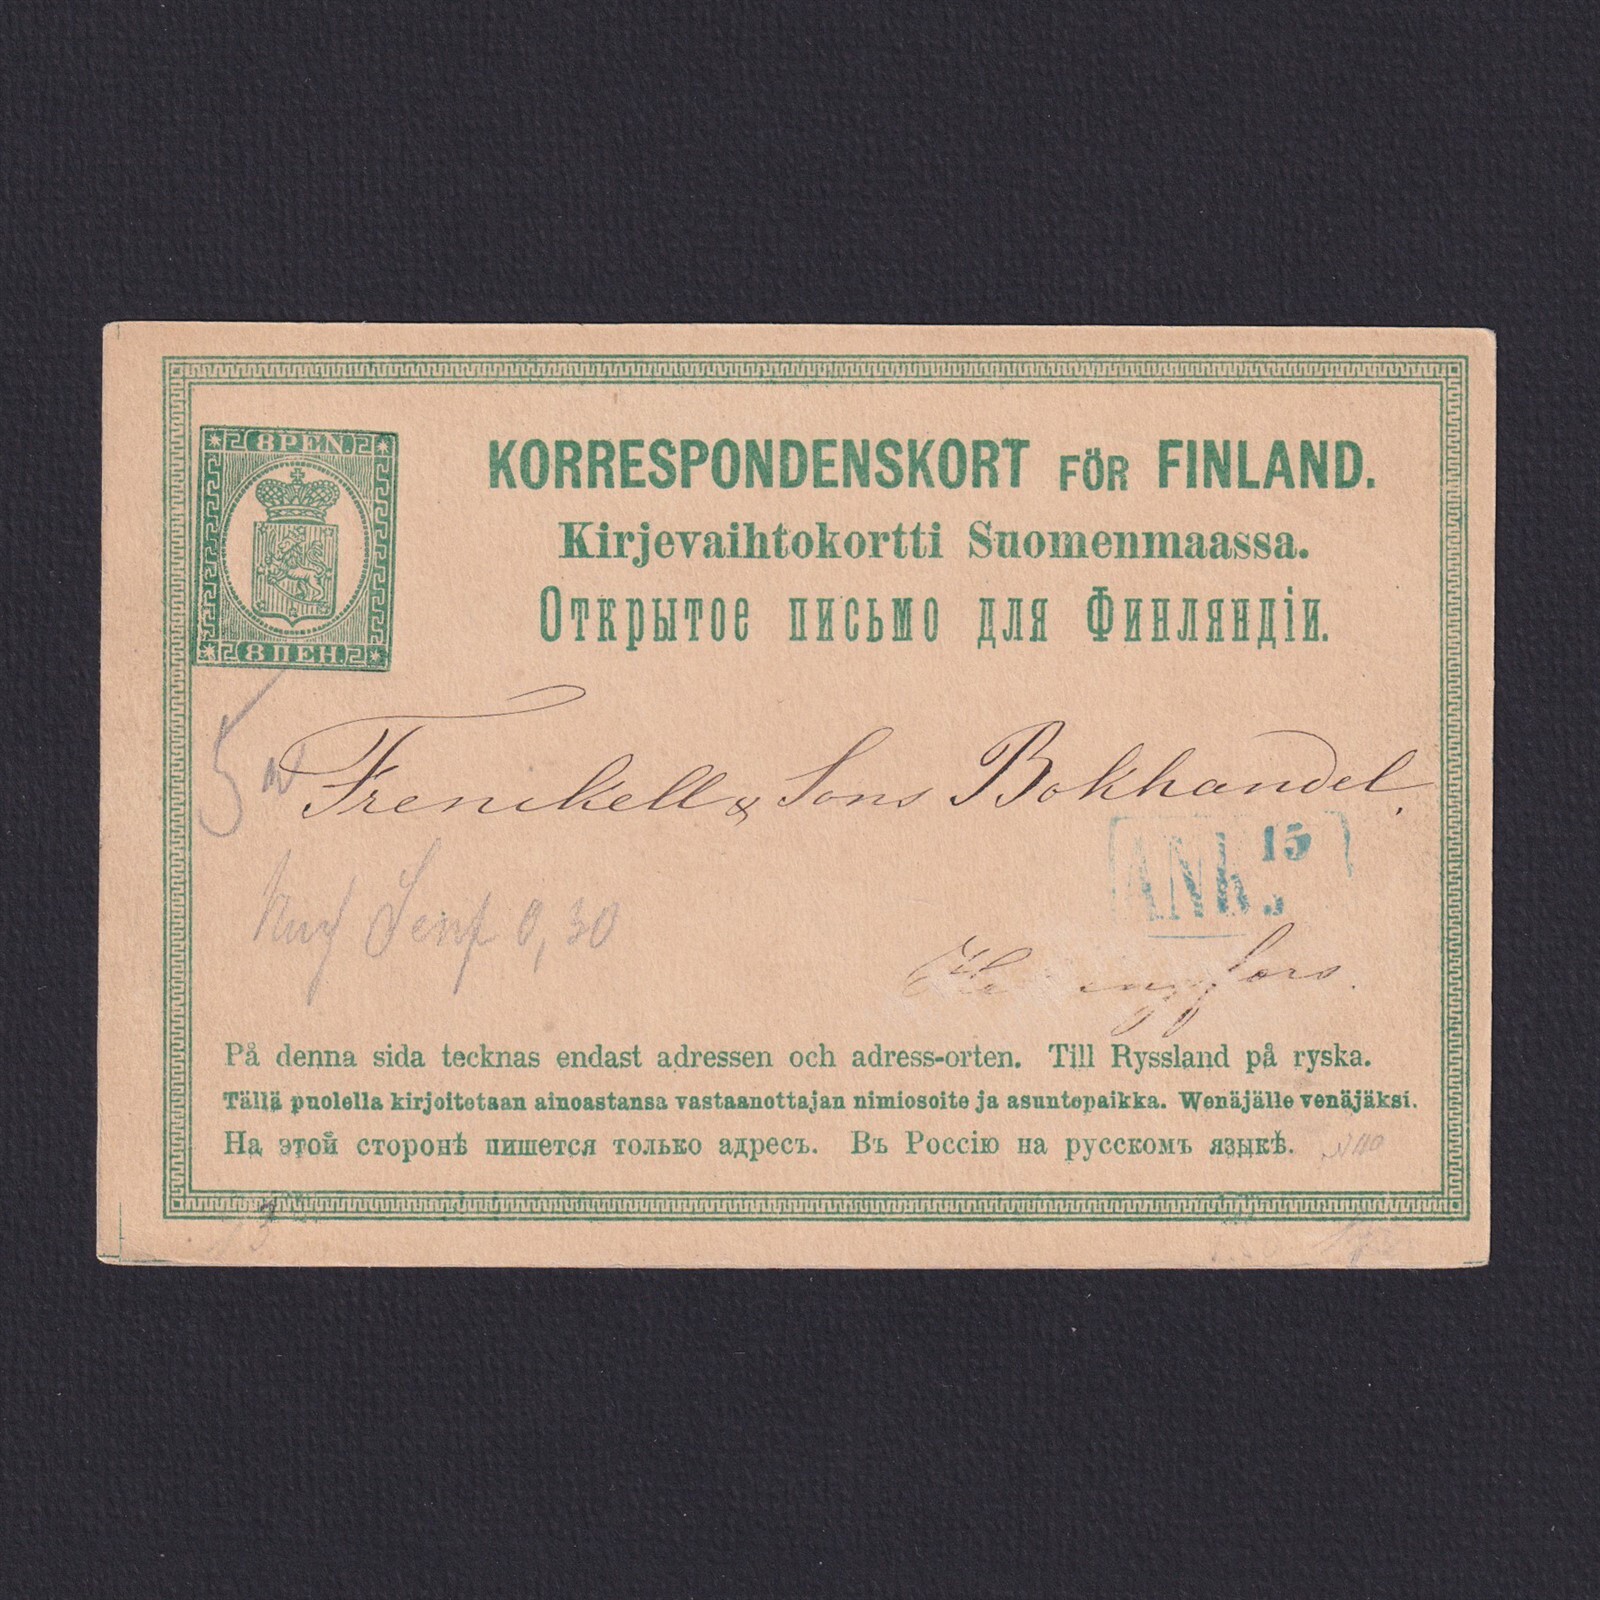 8 PEN.
8 ПЕН.
KORRESPONDENSKORT FÖR FINLAND.
Kirjevaihtokortti Suomenmaassa.
Открытое письмо для Финляндіи.
Frenckell & Sons Bokhandel.
ANK. 15
0,30
På denna sida tecknas endast adressen och adress-orten. Till Ryssland på ryska.
Tällä puolella kirjoitetaan ainoastansa vastaanottajan nimiosoite ja asuntopaikka. Wenäjälle venäjäksi.
На этой сторонѣ пишется только адресъ. Въ Россію на русскомъ языкѣ.